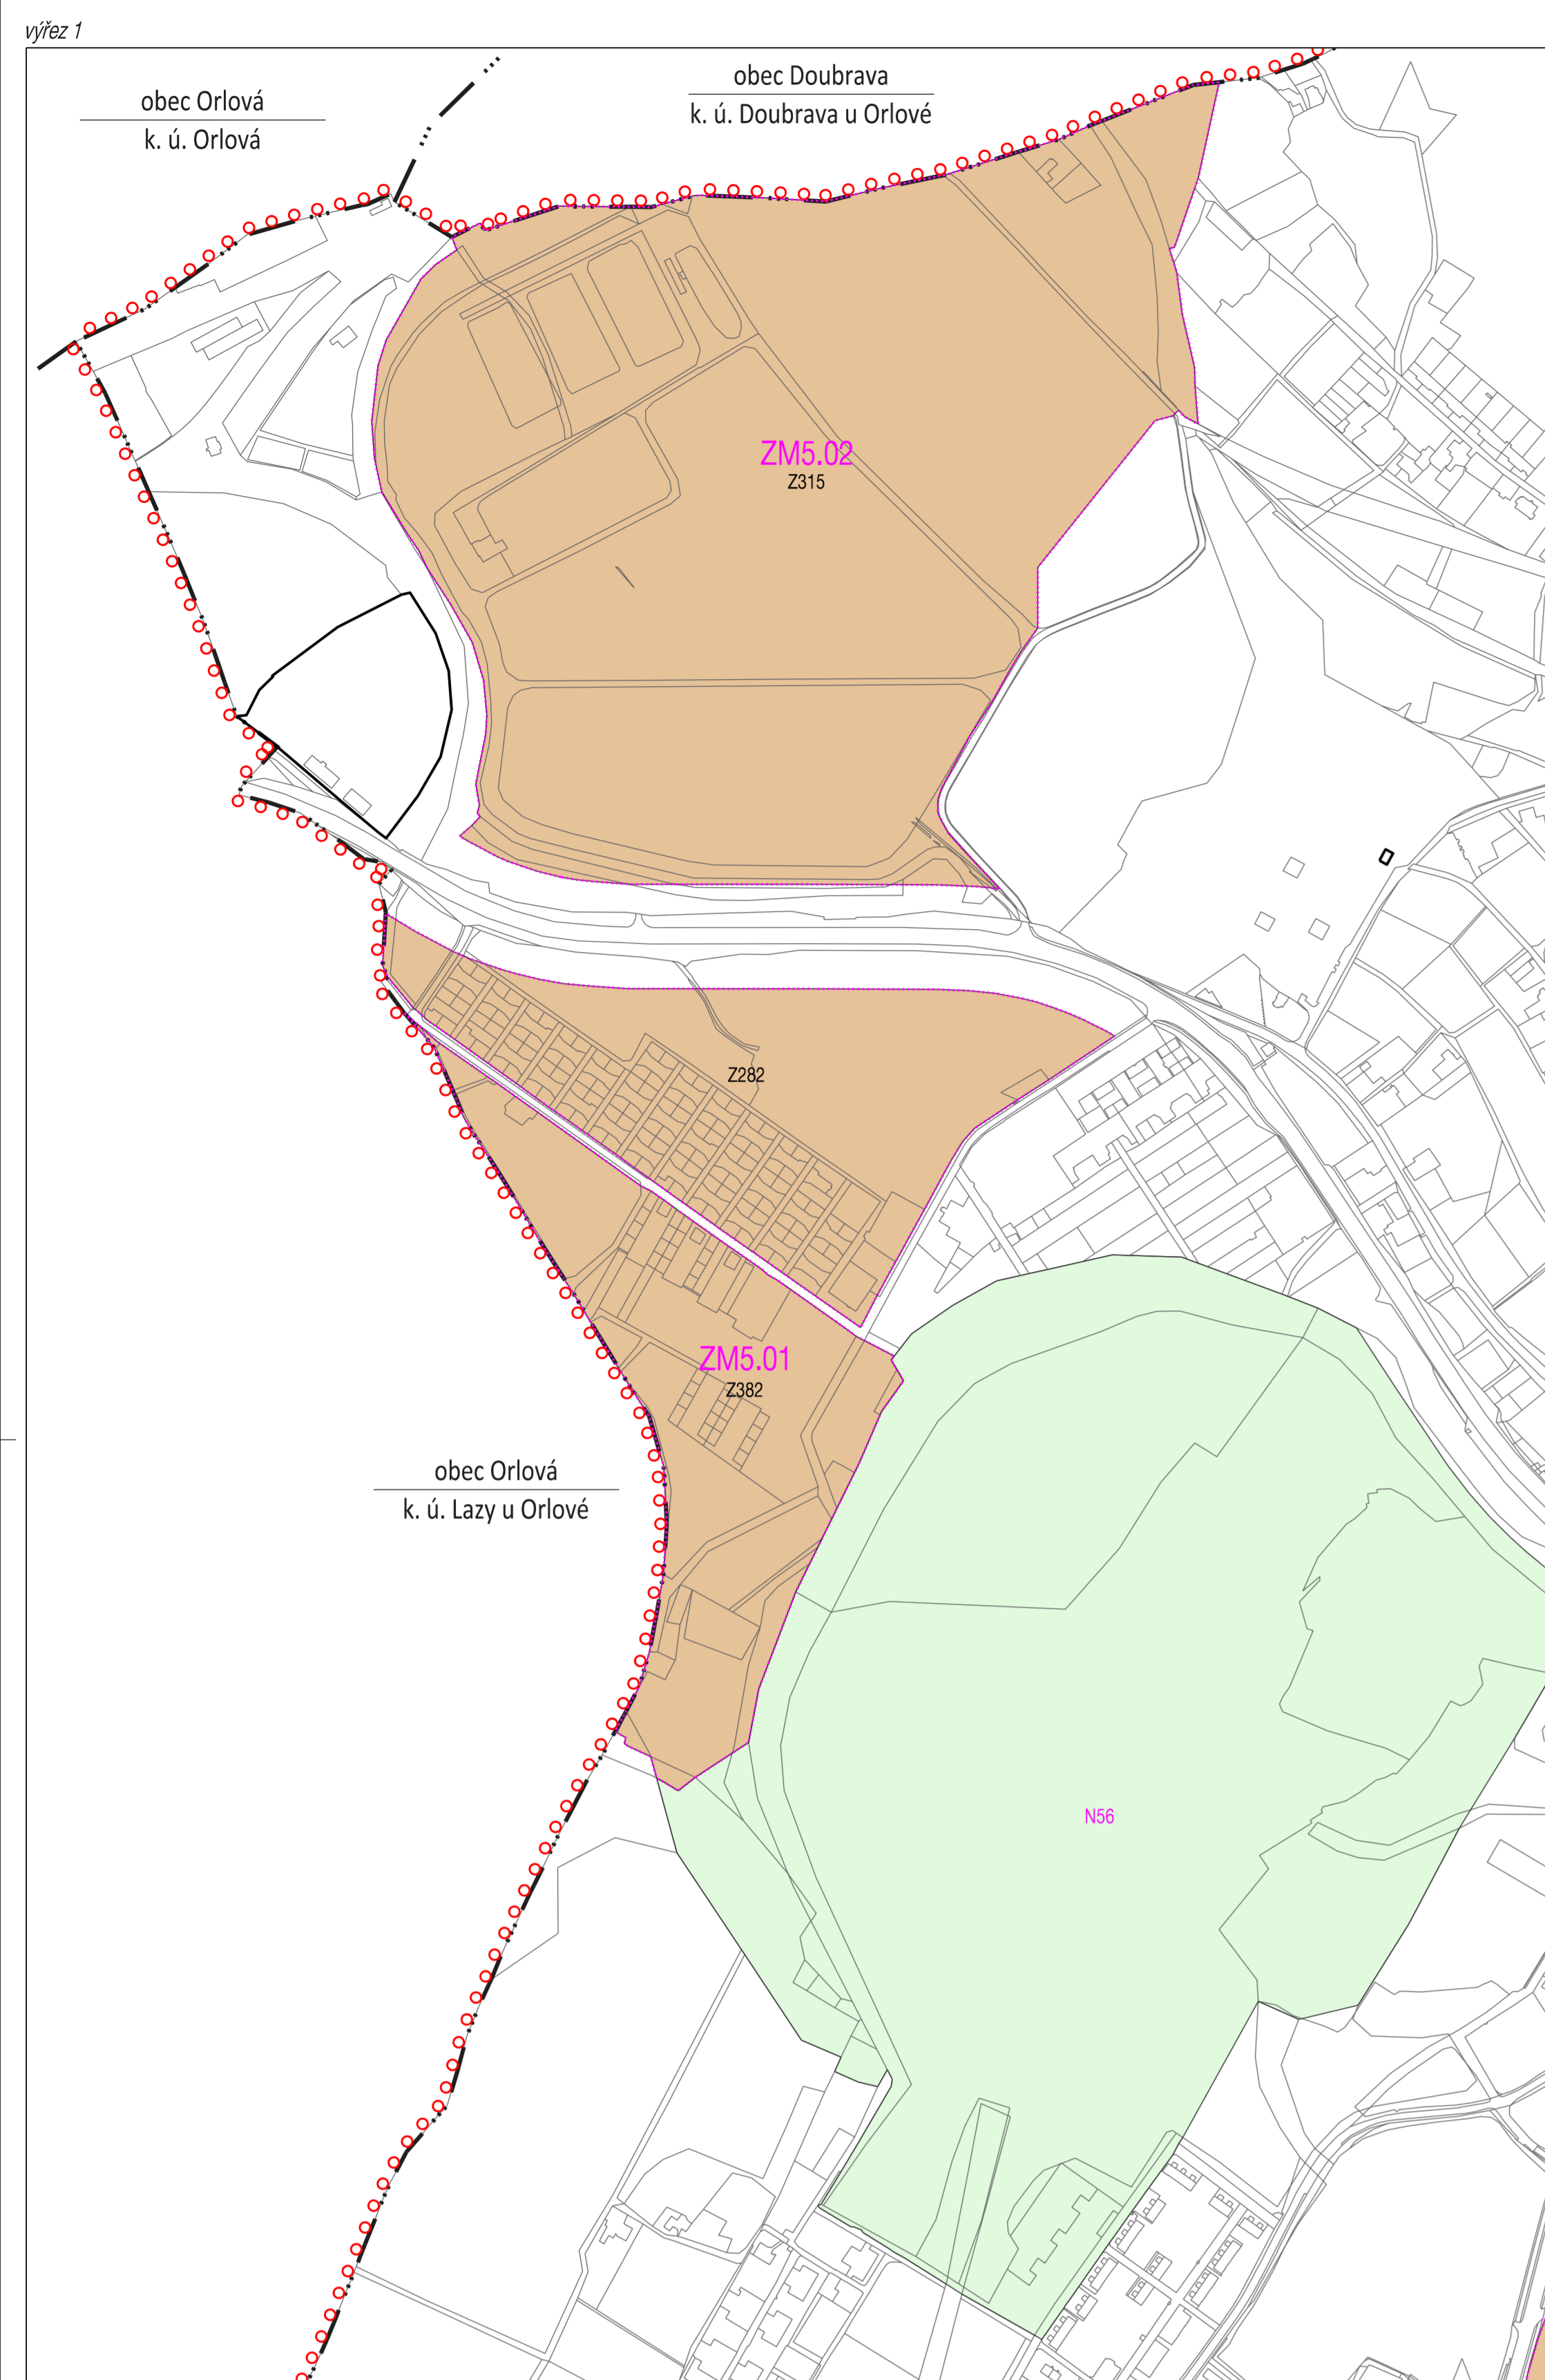 výřez 1
obec Orlová
k. ú. Orlová
obec Doubrava
k. ú. Doubrava u Orlové
ZM5.02
Z315
Z282
ZM5.01
Z382
obec Orlová
k. ú. Lazy u Orlové
N56